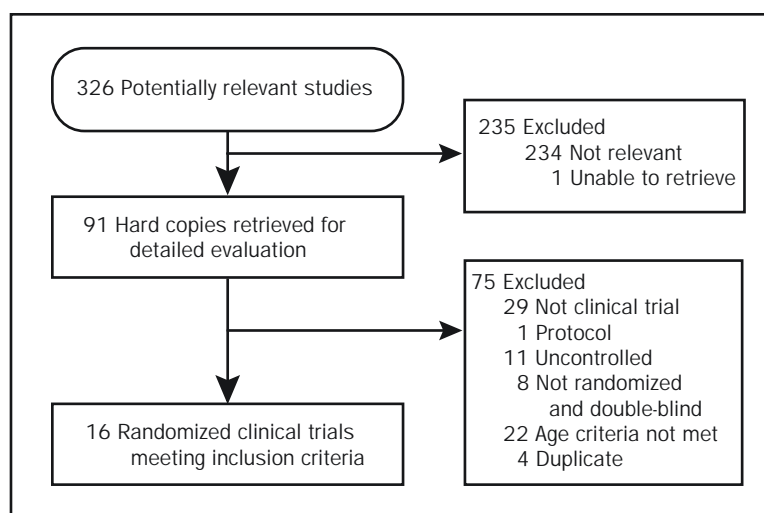 326 Potentially relevant studies
235 Excluded
234 Not relevant
1 Unable to retrieve
91 Hard copies retrieved for
detailed evaluation
75 Excluded
29 Not clinical trial
1 Protocol
11 Uncontrolled
8 Not randomized
and double-blind
22 Age criteria not met
4 Duplicate
16 Randomized clinical trials
meeting inclusion criteria